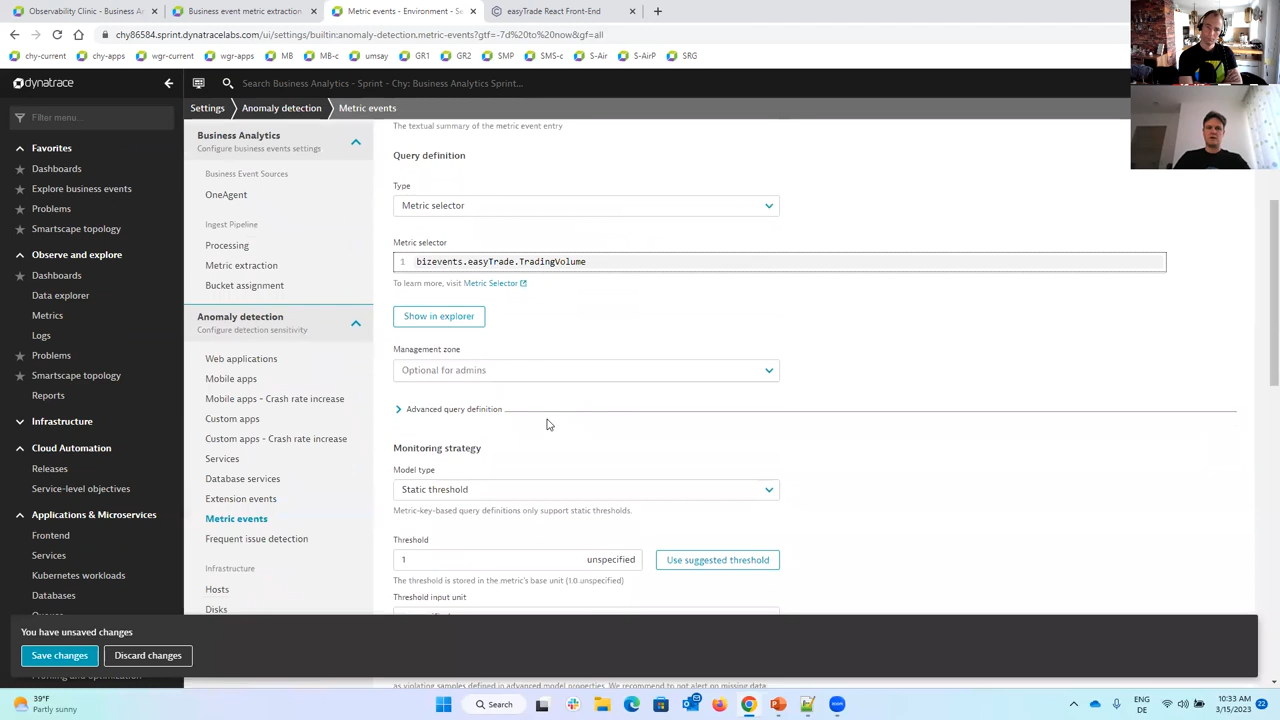 Observability Clinic - Business A
Business event metric extraction
Metric events - Environment - Se
easyTrade React Front-End
chy86584.sprint.dynatracelabs.com/ui/settings/builtin:anomaly-detection.metric-events?gtf=-7d%20to%20now&gf=all
chy-current
chy-apps
wgr-current
wgr-apps
MB
MB-c
umsay
GR1
GR2
SMP
SMS-c
S-Air
S-AirP
SRG
dynatrace
Search Business Analytics - Sprint - Chy: Business Analytics Sprint...
Settings
Anomaly detection
Metric events
Filter menu...
Favorites
Dashboards
Explore business events
Problems
Smartscape topology
Observe and explore
Dashboards
Data explorer
Metrics
Logs
Problems
Smartscape topology
Reports
Infrastructure
Cloud Automation
Releases
Service-level objectives
Applications & Microservices
Frontend
Services
Kubernetes workloads
Databases
Business Analytics
Configure business events settings
Business Event Sources
OneAgent
Ingest Pipeline
Processing
Metric extraction
Bucket assignment
Anomaly detection
Configure detection sensitivity
Web applications
Mobile apps
Mobile apps - Crash rate increase
Custom apps
Custom apps - Crash rate increase
Services
Database services
Extension events
Metric events
Frequent issue detection
Infrastructure
Hosts
Disks
The textual summary of the metric event entry
Query definition
Type
Metric selector
Metric selector
1 bizevents.easyTrade.TradingVolume
To learn more, visit Metric Selector
Show in explorer
Management zone
Optional for admins
Advanced query definition
Monitoring strategy
Model type
Static threshold
Metric-key-based query definitions only support static thresholds.
Threshold
1 unspecified
Use suggested threshold
The threshold is stored in the metric's base unit (1.0 unspecified)
Threshold input unit
You have unsaved changes
Save changes
Discard changes
as violating samples defined in advanced model properties. We recommend to not alert on missing data
39°F
Partly sunny
Search
ENG
DE
10:33 AM
3/15/2023
22